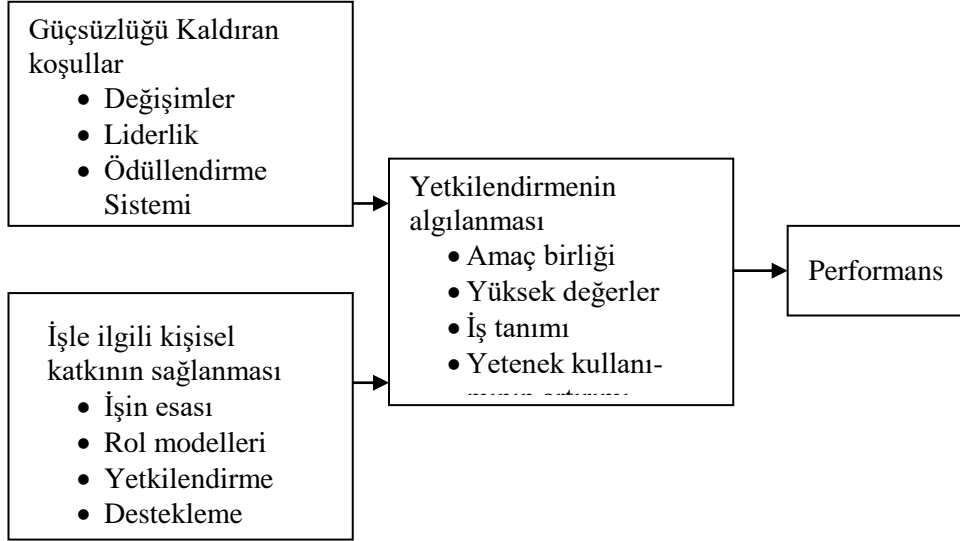 Güçsüzlüğü Kaldıran
koşullar
• Değişimler
• Liderlik
• Ödüllendirme
Sistemi
İşle ilgili kişisel
katkının sağlanması
• İşin esası
• Rol modelleri
• Yetkilendirme
• Destekleme
Yetkilendirmenin
algılanması
• Amaç birliği
• Yüksek değerler
• İş tanımı
• Yetenek kullanı-
Performans